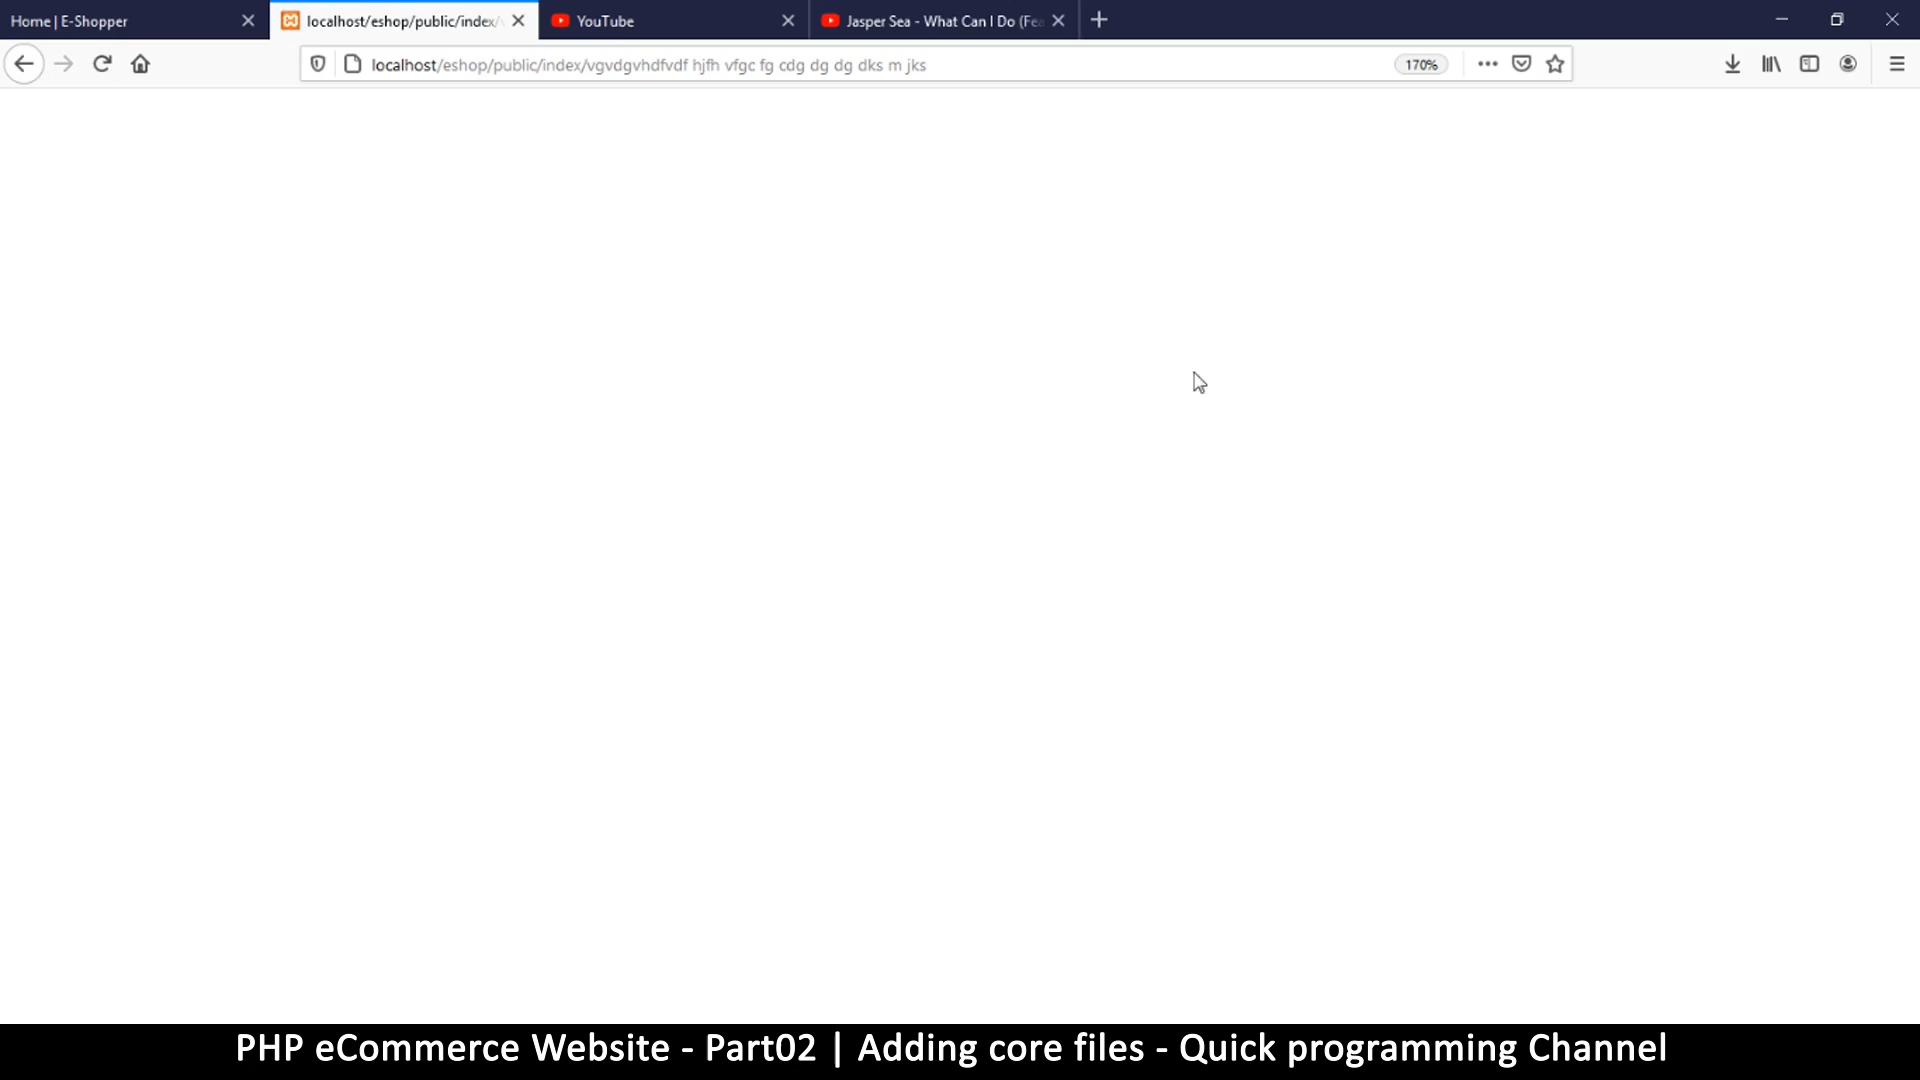 Home | E-Shopper
localhost/eshop/public/index/
YouTube
Jasper Sea - What Can I Do (Fea
localhost/eshop/public/index/vgvdgvhdfvdf hjfh vfgc fg cdg dg dg dks m jks
170%
PHP eCommerce Website - Part02 | Adding core files - Quick programming Channel